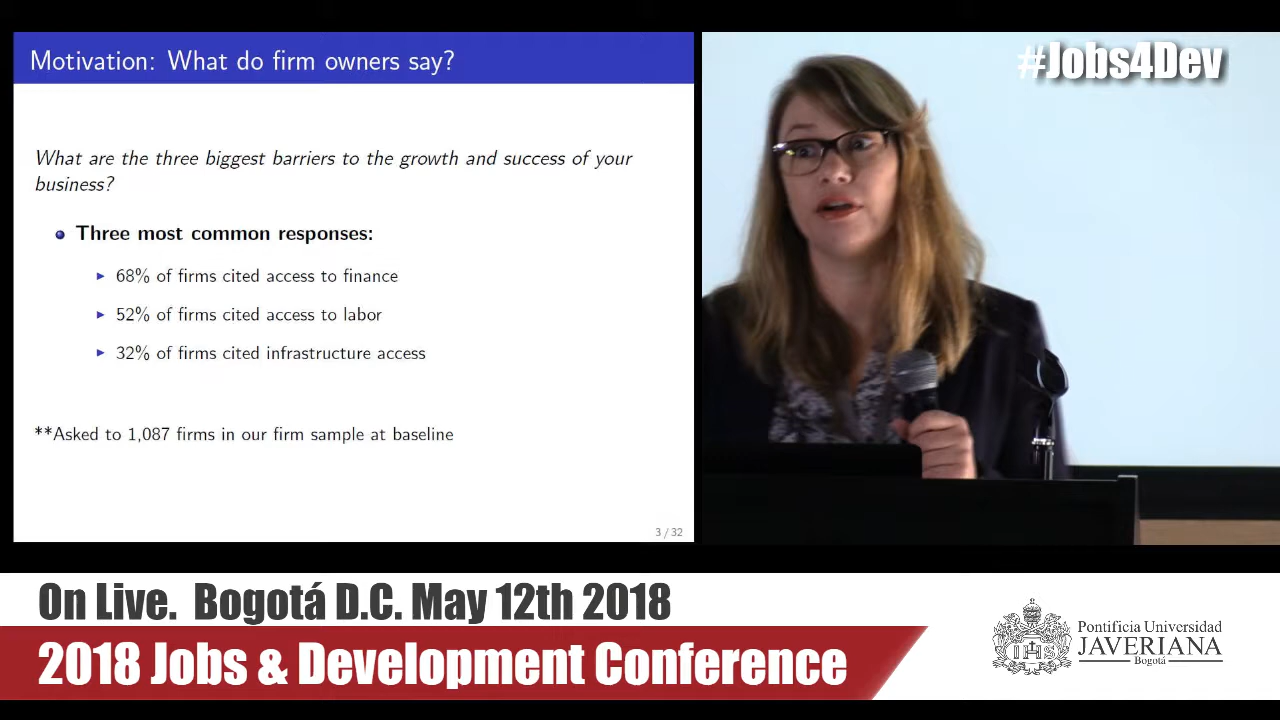 Motivation: What do firm owners say?
#Jobs4Dev
What are the three biggest barriers to the growth and success of your
business?
Three most common responses:
68% of firms cited access to finance
52% of firms cited access to labor
32% of firms cited infrastructure access
**Asked to 1,087 firms in our firm sample at baseline
3 / 32
On Live. Bogotá D.C. May 12th 2018
2018 Jobs & Development Conference
IHS
Pontificia Universidad
JAVERIANA
Bogotá